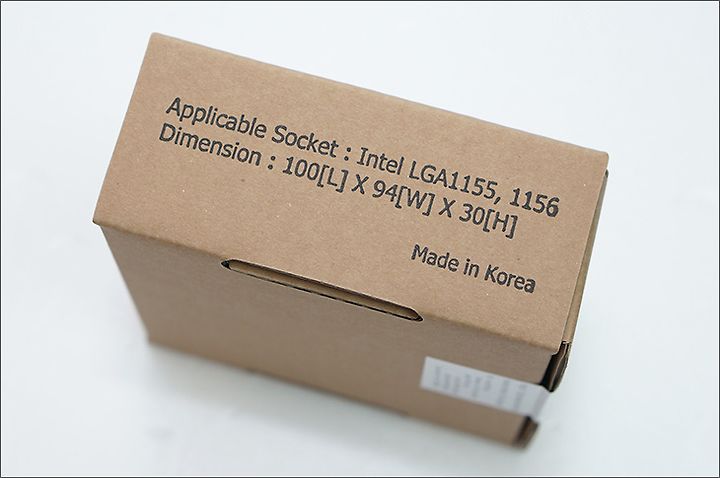 Applicable Socket : Intel LGA1155, 1156
Dimension : 100[L] X 94[W] X 30[H]
Made in Korea